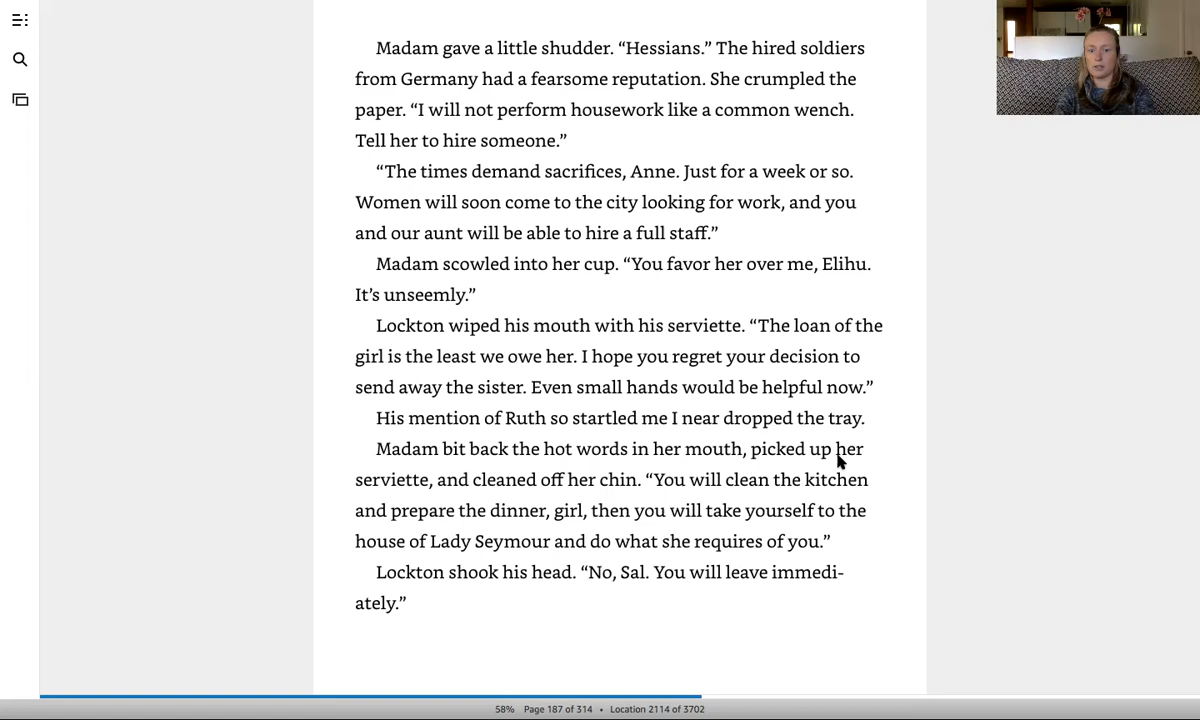 Madam gave a little shudder. “Hessians.” The hired soldiers
from Germany had a fearsome reputation. She crumpled the
paper. “I will not perform housework like a common wench.
Tell her to hire someone.”
“The times demand sacrifices, Anne. Just for a week or so.
Women will soon come to the city looking for work, and you
and our aunt will be able to hire a full staff.”
Madam scowled into her cup. “You favor her over me, Elihu.
It’s unseemly.”
Lockton wiped his mouth with his serviette. “The loan of the
girl is the least we owe her. I hope you regret your decision to
send away the sister. Even small hands would be helpful now.”
His mention of Ruth so startled me I near dropped the tray.
Madam bit back the hot words in her mouth, picked up her
serviette, and cleaned off her chin. “You will clean the kitchen
and prepare the dinner, girl, then you will take yourself to the
house of Lady Seymour and do what she requires of you.”
Lockton shook his head. “No, Sal. You will leave immedi-
ately.”
58% Page 187 of 314 • Location 2114 of 3702